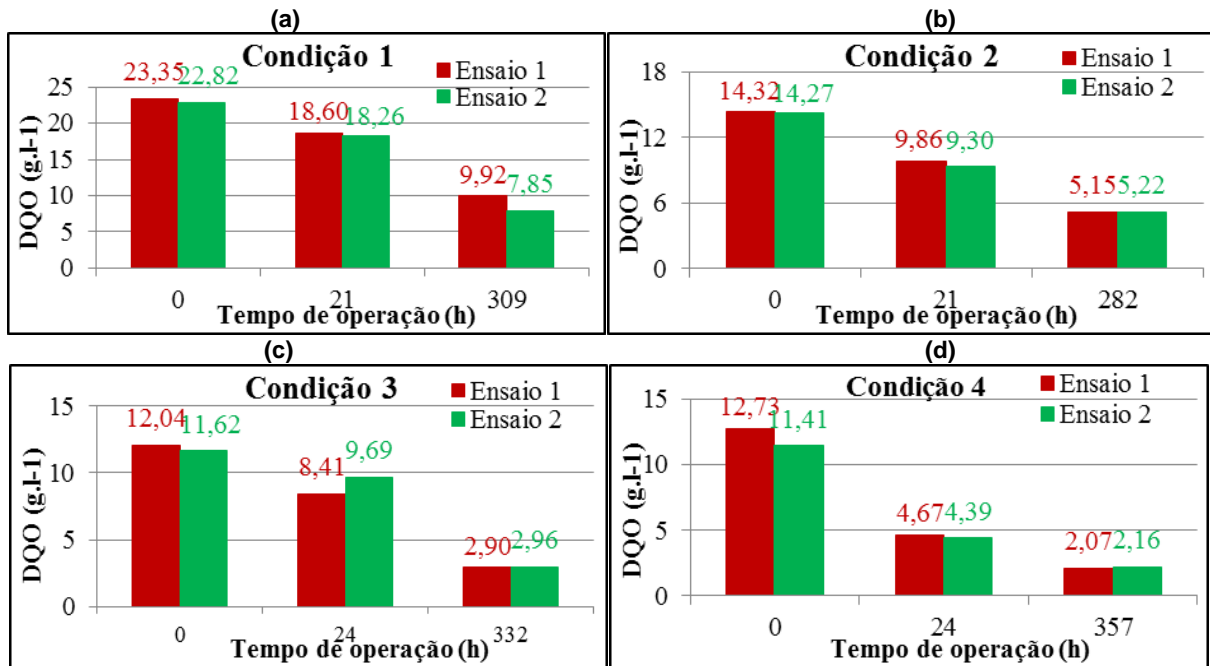 (a)
Condição 1
Ensaio 1
Ensaio 2
23,35 22,82
18,60 18,26
9,92 7,85
DQO (g.l-1)
25
20
15
10
5
0
0 21 309
Tempo de operação (h)
(b)
Condição 2
Ensaio 1
Ensaio 2
14,32 14,27
9,86 9,30
5,15 5,22
DQO (g.l-1)
18
12
6
0
0 21 282
Tempo de operação (h)
(c)
Condição 3
Ensaio 1
Ensaio 2
12,04 11,62
8,41 9,69
2,90 2,96
DQO (g.l-1)
15
10
5
0
0 24 332
Tempo de operação (h)
(d)
Condição 4
Ensaio 1
Ensaio 2
12,73 11,41
4,67 4,39
2,07 2,16
DQO (g.l-1)
15
10
5
0
0 24 357
Tempo de operação (h)